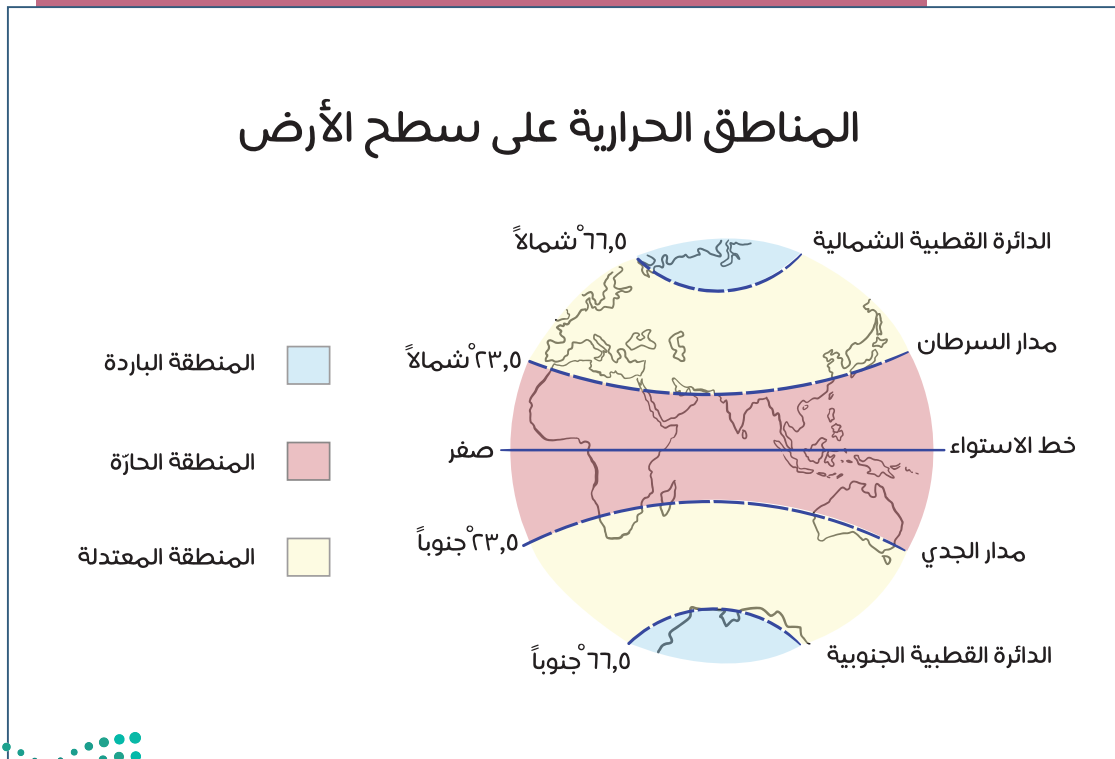 المناطق الحرارية على سطح الأرض
الدائرة القطبية الشمالية
٦٦,٥° شمالاً
مدار السرطان
٢٣,٥° شمالاً
خط الاستواء
صفر
مدار الجدي
٢٣,٥° جنوباً
الدائرة القطبية الجنوبية
٦٦,٥° جنوباً
المنطقة الباردة
المنطقة الحارّة
المنطقة المعتدلة